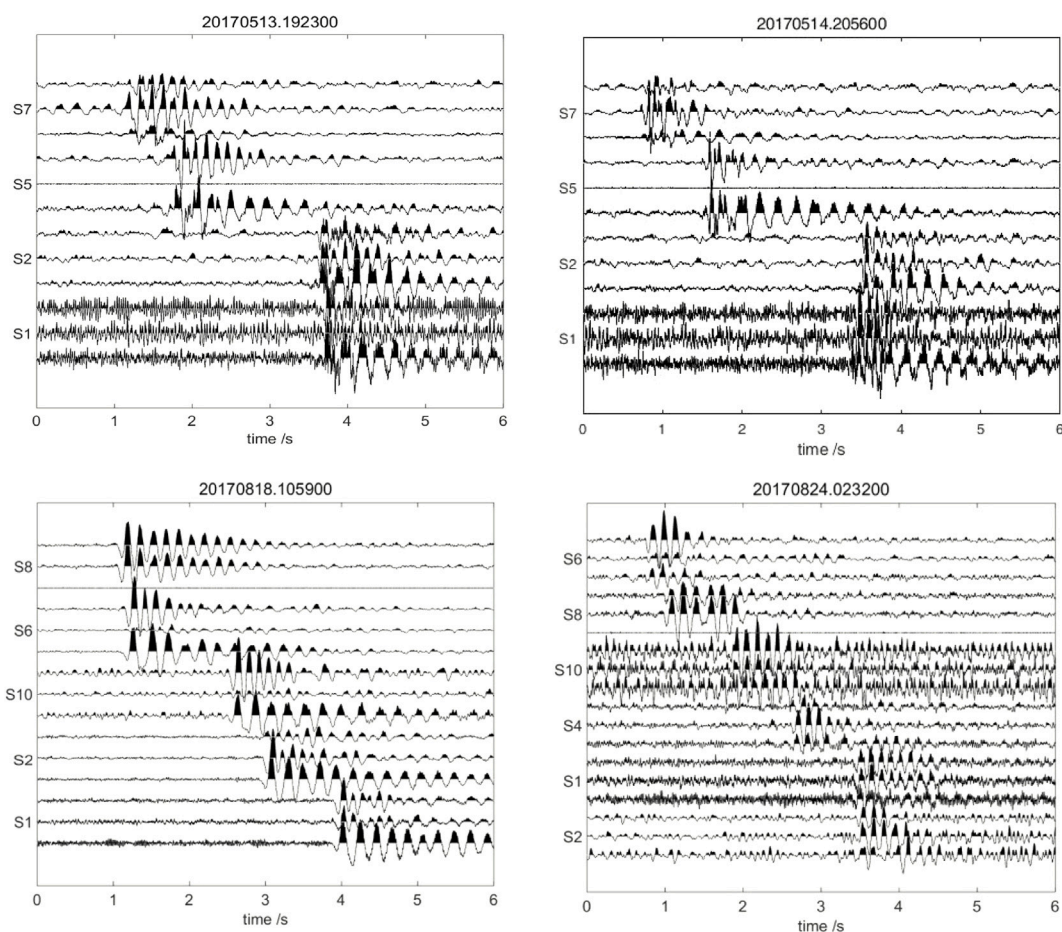 20170513.192300
S7
S5
S2
S1
0 1 2 3 4 5 6
time /s
20170514.205600
S7
S5
S2
S1
0 1 2 3 4 5 6
time /s
20170818.105900
S8
S6
S10
S2
S1
0 1 2 3 4 5 6
time /s
20170824.023200
S6
S8
S10
S4
S1
S2
0 1 2 3 4 5 6
time /s